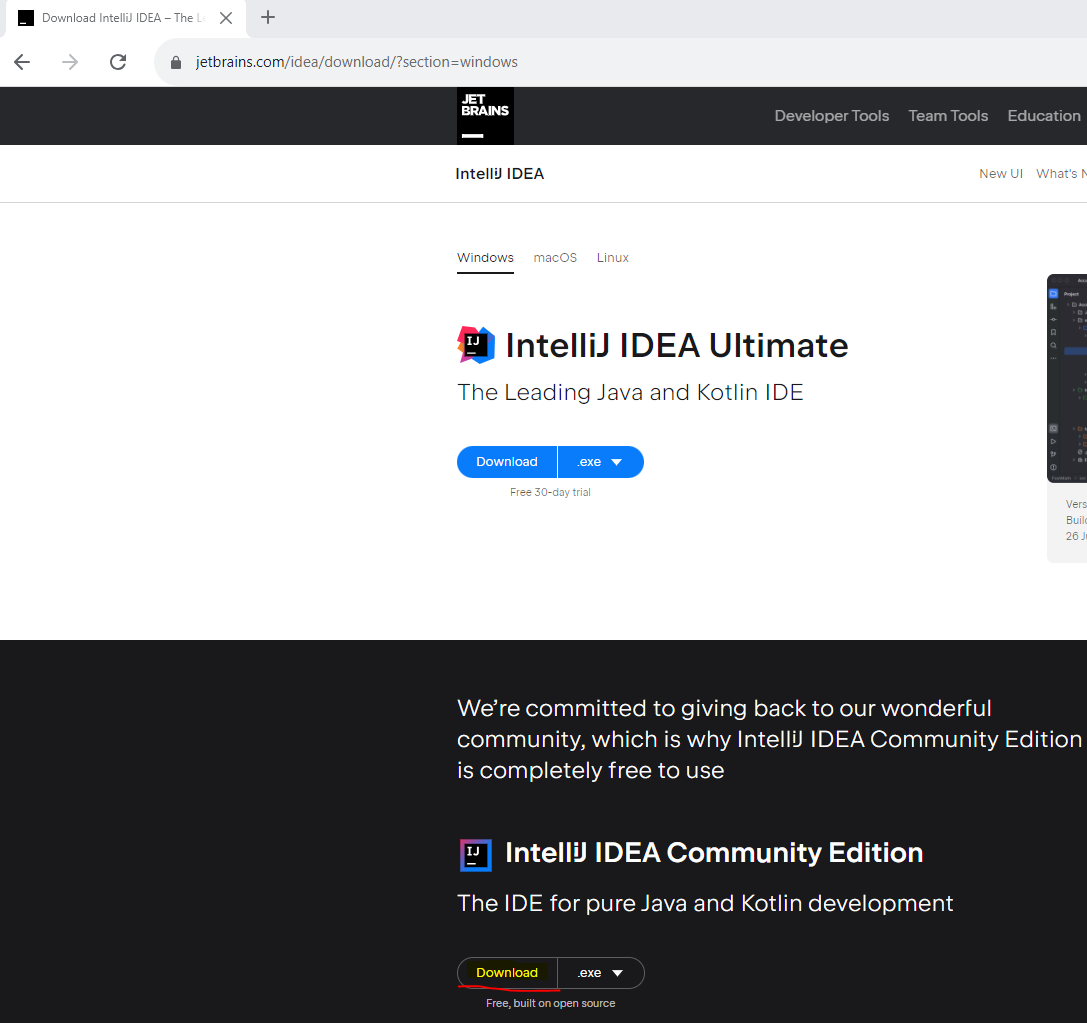 Download IntelliJ IDEA – The L
jetbrains.com/idea/download/?section=windows
JET
BRAINS
Developer Tools Team Tools Education
IntelliJ IDEA
New UI What's N
Windows macOS Linux
IJ
IntelliJ IDEA Ultimate
The Leading Java and Kotlin IDE
Download .exe
Free 30-day trial
Project
Vers
Build
26 Ju
We’re committed to giving back to our wonderful
community, which is why IntelliJ IDEA Community Edition
is completely free to use
IJ
IntelliJ IDEA Community Edition
The IDE for pure Java and Kotlin development
Download .exe
Free, built on open source